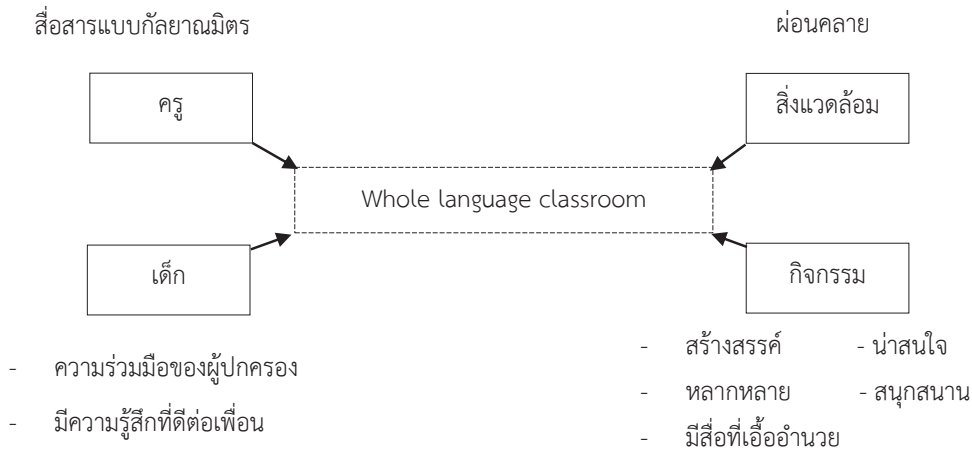 สื่อสารแบบกัลยาณมิตร
ผ่อนคลาย
ครู
สิ่งแวดล้อม
Whole language classroom
เด็ก
กิจกรรม
- ความร่วมมือของผู้ปกครอง
- มีความรู้สึกที่ดีต่อเพื่อน
- สร้างสรรค์ - น่าสนใจ
- หลากหลาย - สนุกสนาน
- มีสื่อที่เอื้ออำนวย